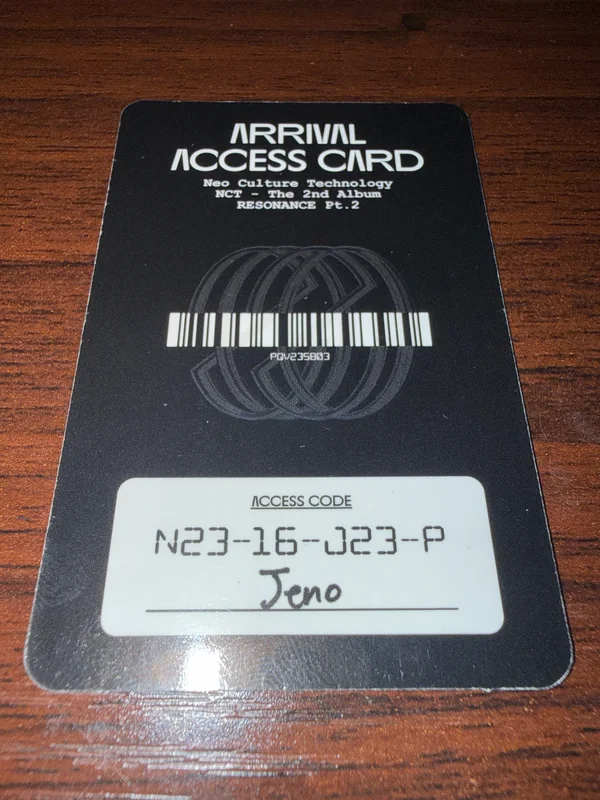 ARRIVAL
ACCESS CARD
Neo Culture Technology
NCT - The 2nd Album
RESONANCE Pt.2
PQV235803
ACCESS CODE
N23-16-J23-P
Jeno